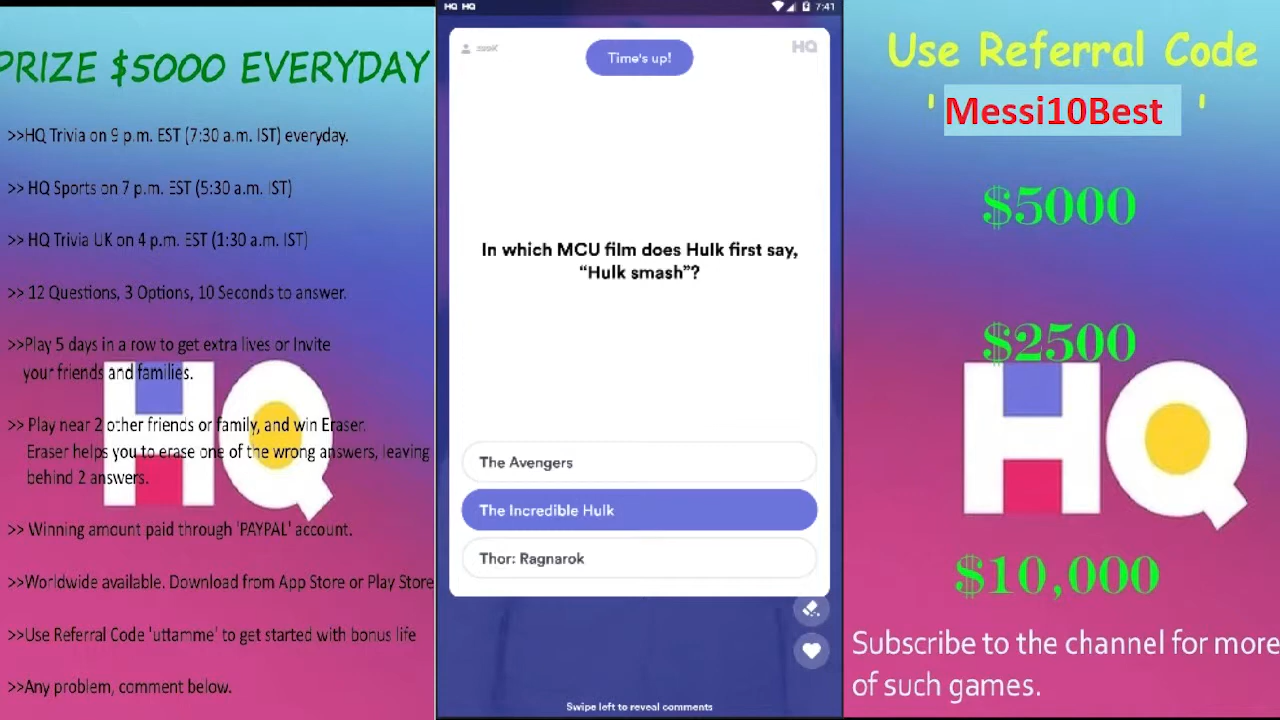 PRIZE $5000 EVERYDAY
>>HQ Trivia on 9 p.m. EST (7:30 a.m. IST) everyday.
>> HQ Sports on 7 p.m. EST (5:30 a.m. IST)
>> HQ Trivia UK on 4 p.m. EST (1:30 a.m. IST)
>> 12 Questions, 3 Options, 10 Seconds to answer.
>>Play 5 days in a row to get extra lives or Invite
your friends and families.
>> Play near 2 other friends or family, and win Eraser.
Eraser helps you to erase one of the wrong answers, leaving
behind 2 answers.
>> Winning amount paid through 'PAYPAL' account.
>>Worldwide available. Download from App Store or Play Store
>>Use Referral Code 'uttamme' to get started with bonus life
>>Any problem, comment below.
HQ
HQ HQ
7:41
Time's up!
HQ
In which MCU film does Hulk first say,
“Hulk smash”?
The Avengers
The Incredible Hulk
Thor: Ragnarok
Swipe left to reveal comments
Use Referral Code
' Messi10Best '
$5000
$2500
HQ
$10,000
Subscribe to the channel for more
of such games.